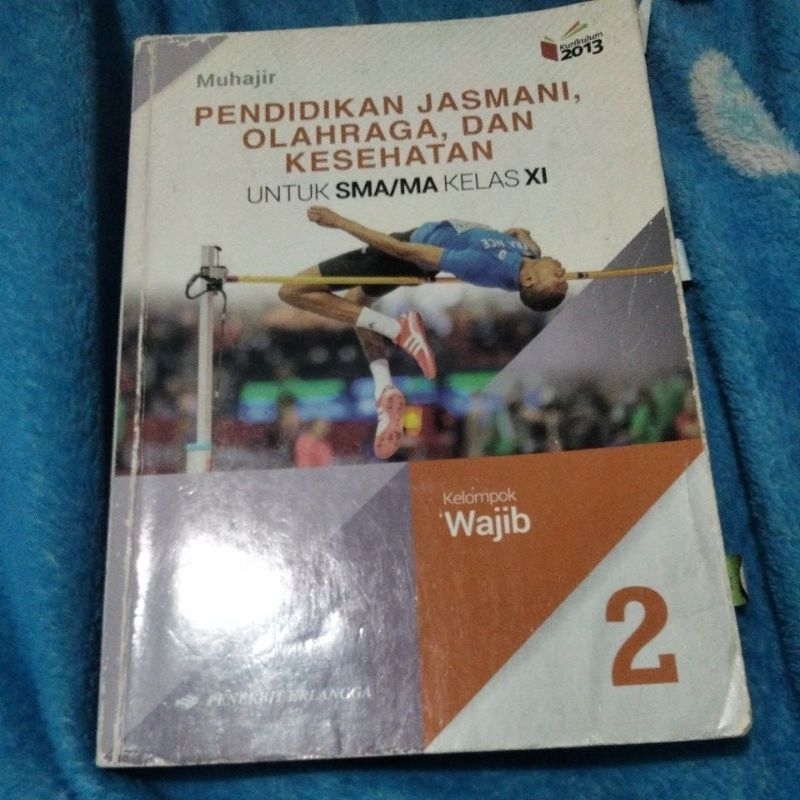 Kurikulum
2013
Muhajir
PENDIDIKAN JASMANI,
OLAHRAGA, DAN
KESEHATAN
UNTUK SMA/MA KELAS XI
Kelompok
Wajib
2
PENERBIT ERLANGGA